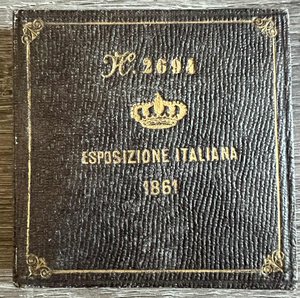 N. 2694
ESPOSIZIONE ITALIANA
1861